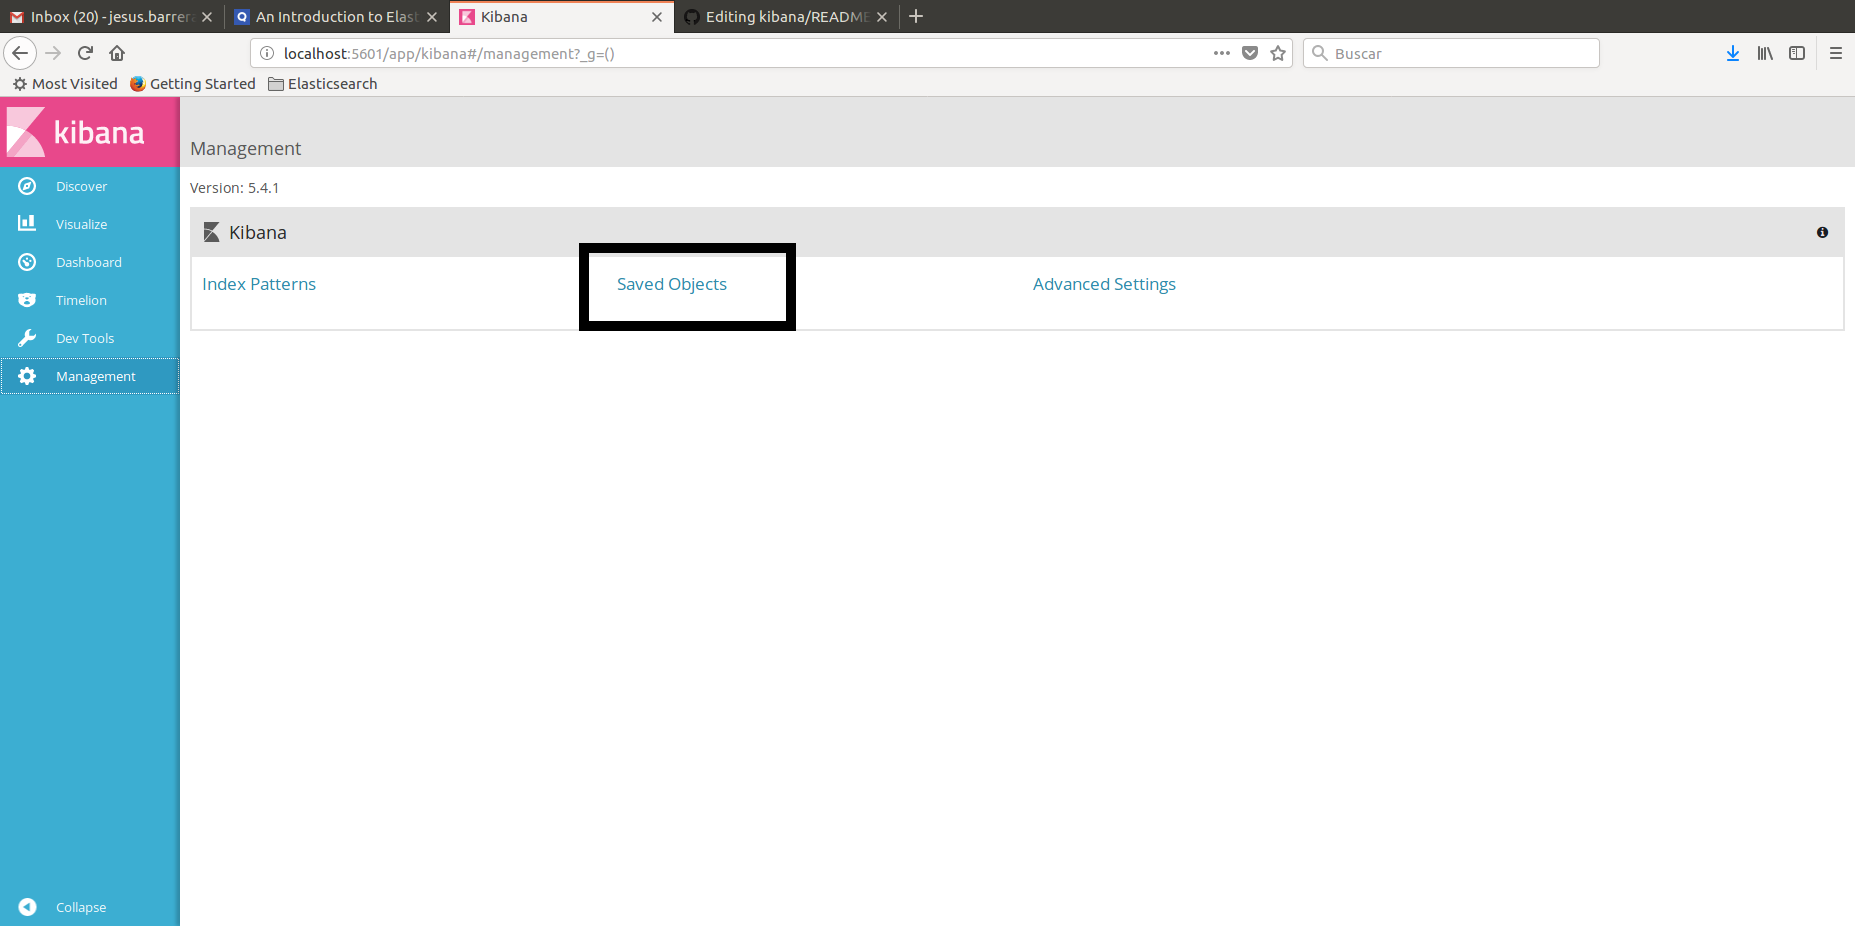 Inbox (20) - jesus.barrera
An Introduction to Elast
Kibana
Editing kibana/README
localhost:5601/app/kibana#/management?_g=()
Buscar
Most Visited
Getting Started
Elasticsearch
kibana
Discover
Visualize
Dashboard
Timelion
Dev Tools
Management
Collapse
Management
Version: 5.4.1
Kibana
Index Patterns
Saved Objects
Advanced Settings